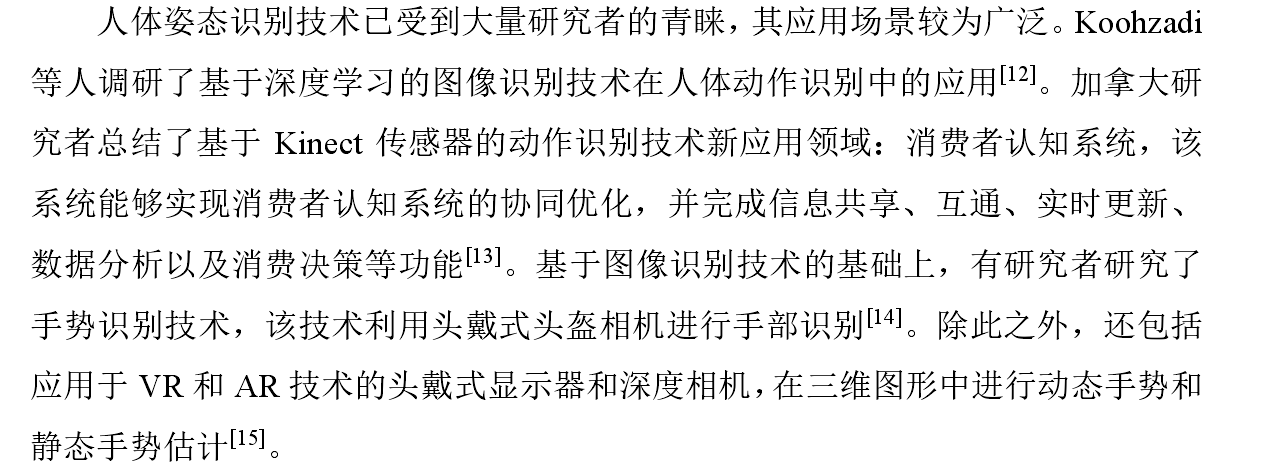 人体姿态识别技术已受到大量研究者的青睐，其应用场景较为广泛。Koohzadi
等人调研了基于深度学习的图像识别技术在人体动作识别中的应用[12]。加拿大研
究者总结了基于 Kinect 传感器的动作识别技术新应用领域：消费者认知系统，该
系统能够实现消费者认知系统的协同优化，并完成信息共享、互通、实时更新、
数据分析以及消费决策等功能[13]。基于图像识别技术的基础上，有研究者研究了
手势识别技术，该技术利用头戴式头盔相机进行手部识别[14]。除此之外，还包括
应用于 VR 和 AR 技术的头戴式显示器和深度相机，在三维图形中进行动态手势和
静态手势估计[15]。